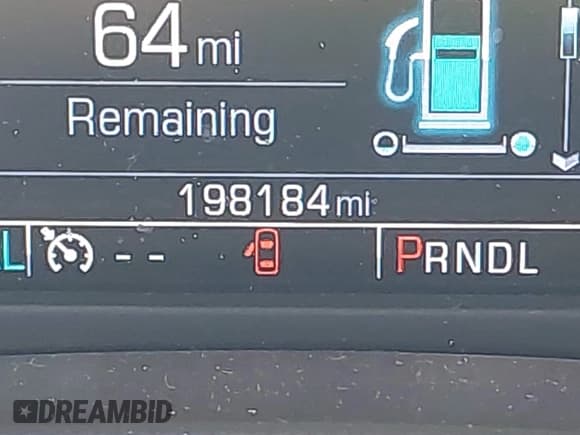 64 mi
Remaining
198184 mi
L -- PRNDL
DREAMBID